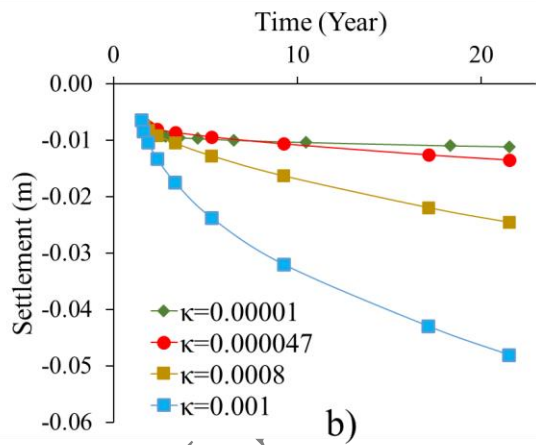 Time (Year)
0
10
20
0.00
-0.01
-0.02
-0.03
-0.04
-0.05
-0.06
Settlement (m)
κ=0.00001
κ=0.000047
κ=0.0008
κ=0.001
b)